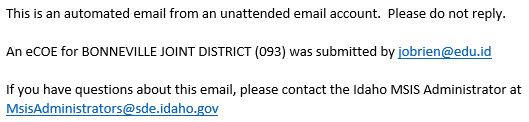 This is an automated email from an unattended email account.  Please do not reply.
An eCOE for BONNEVILLE JOINT DISTRICT (093) was submitted by jobrien@edu.id
If you have questions about this email, please contact the Idaho MSIS Administrator at
MsisAdministrators@sde.idaho.gov